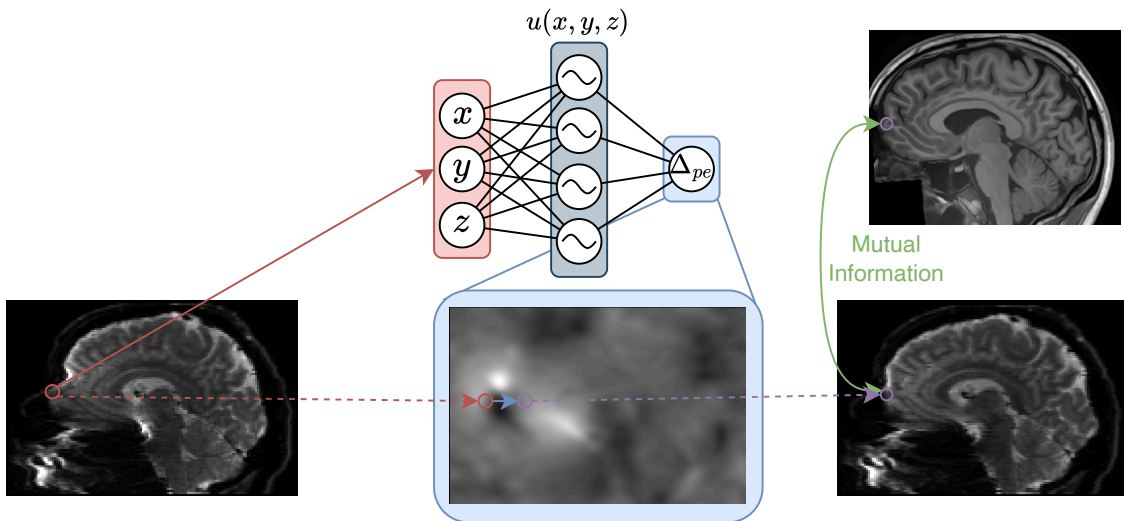 u(x, y, z)
x
y
z
Δpe
Mutual
Information